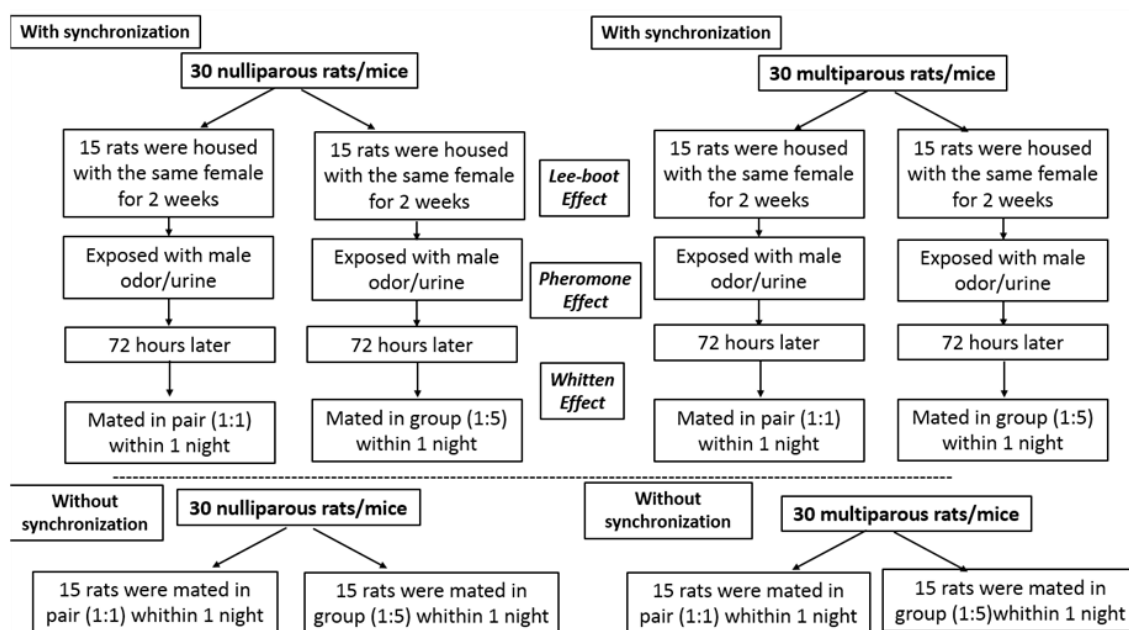 With synchronization
30 nulliparous rats/mice
15 rats were housed
with the same female
for 2 weeks
15 rats were housed
with the same female
for 2 weeks
Exposed with male
odor/urine
Exposed with male
odor/urine
72 hours later
72 hours later
Mated in pair (1:1)
within 1 night
Mated in group (1:5)
within 1 night
Lee-boot
Effect
Pheromone
Effect
Whitten
Effect
With synchronization
30 multiparous rats/mice
15 rats were housed
with the same female
for 2 weeks
15 rats were housed
with the same female
for 2 weeks
Exposed with male
odor/urine
Exposed with male
odor/urine
72 hours later
72 hours later
Mated in pair (1:1)
within 1 night
Mated in group (1:5)
within 1 night
Without
synchronization
30 nulliparous rats/mice
15 rats were mated in
pair (1:1) whithin 1 night
15 rats were mated in
group (1:5) whithin 1 night
Without
synchronization
30 multiparous rats/mice
15 rats were mated in
pair (1:1) whithin 1 night
15 rats were mated in
group (1:5)whithin 1 night